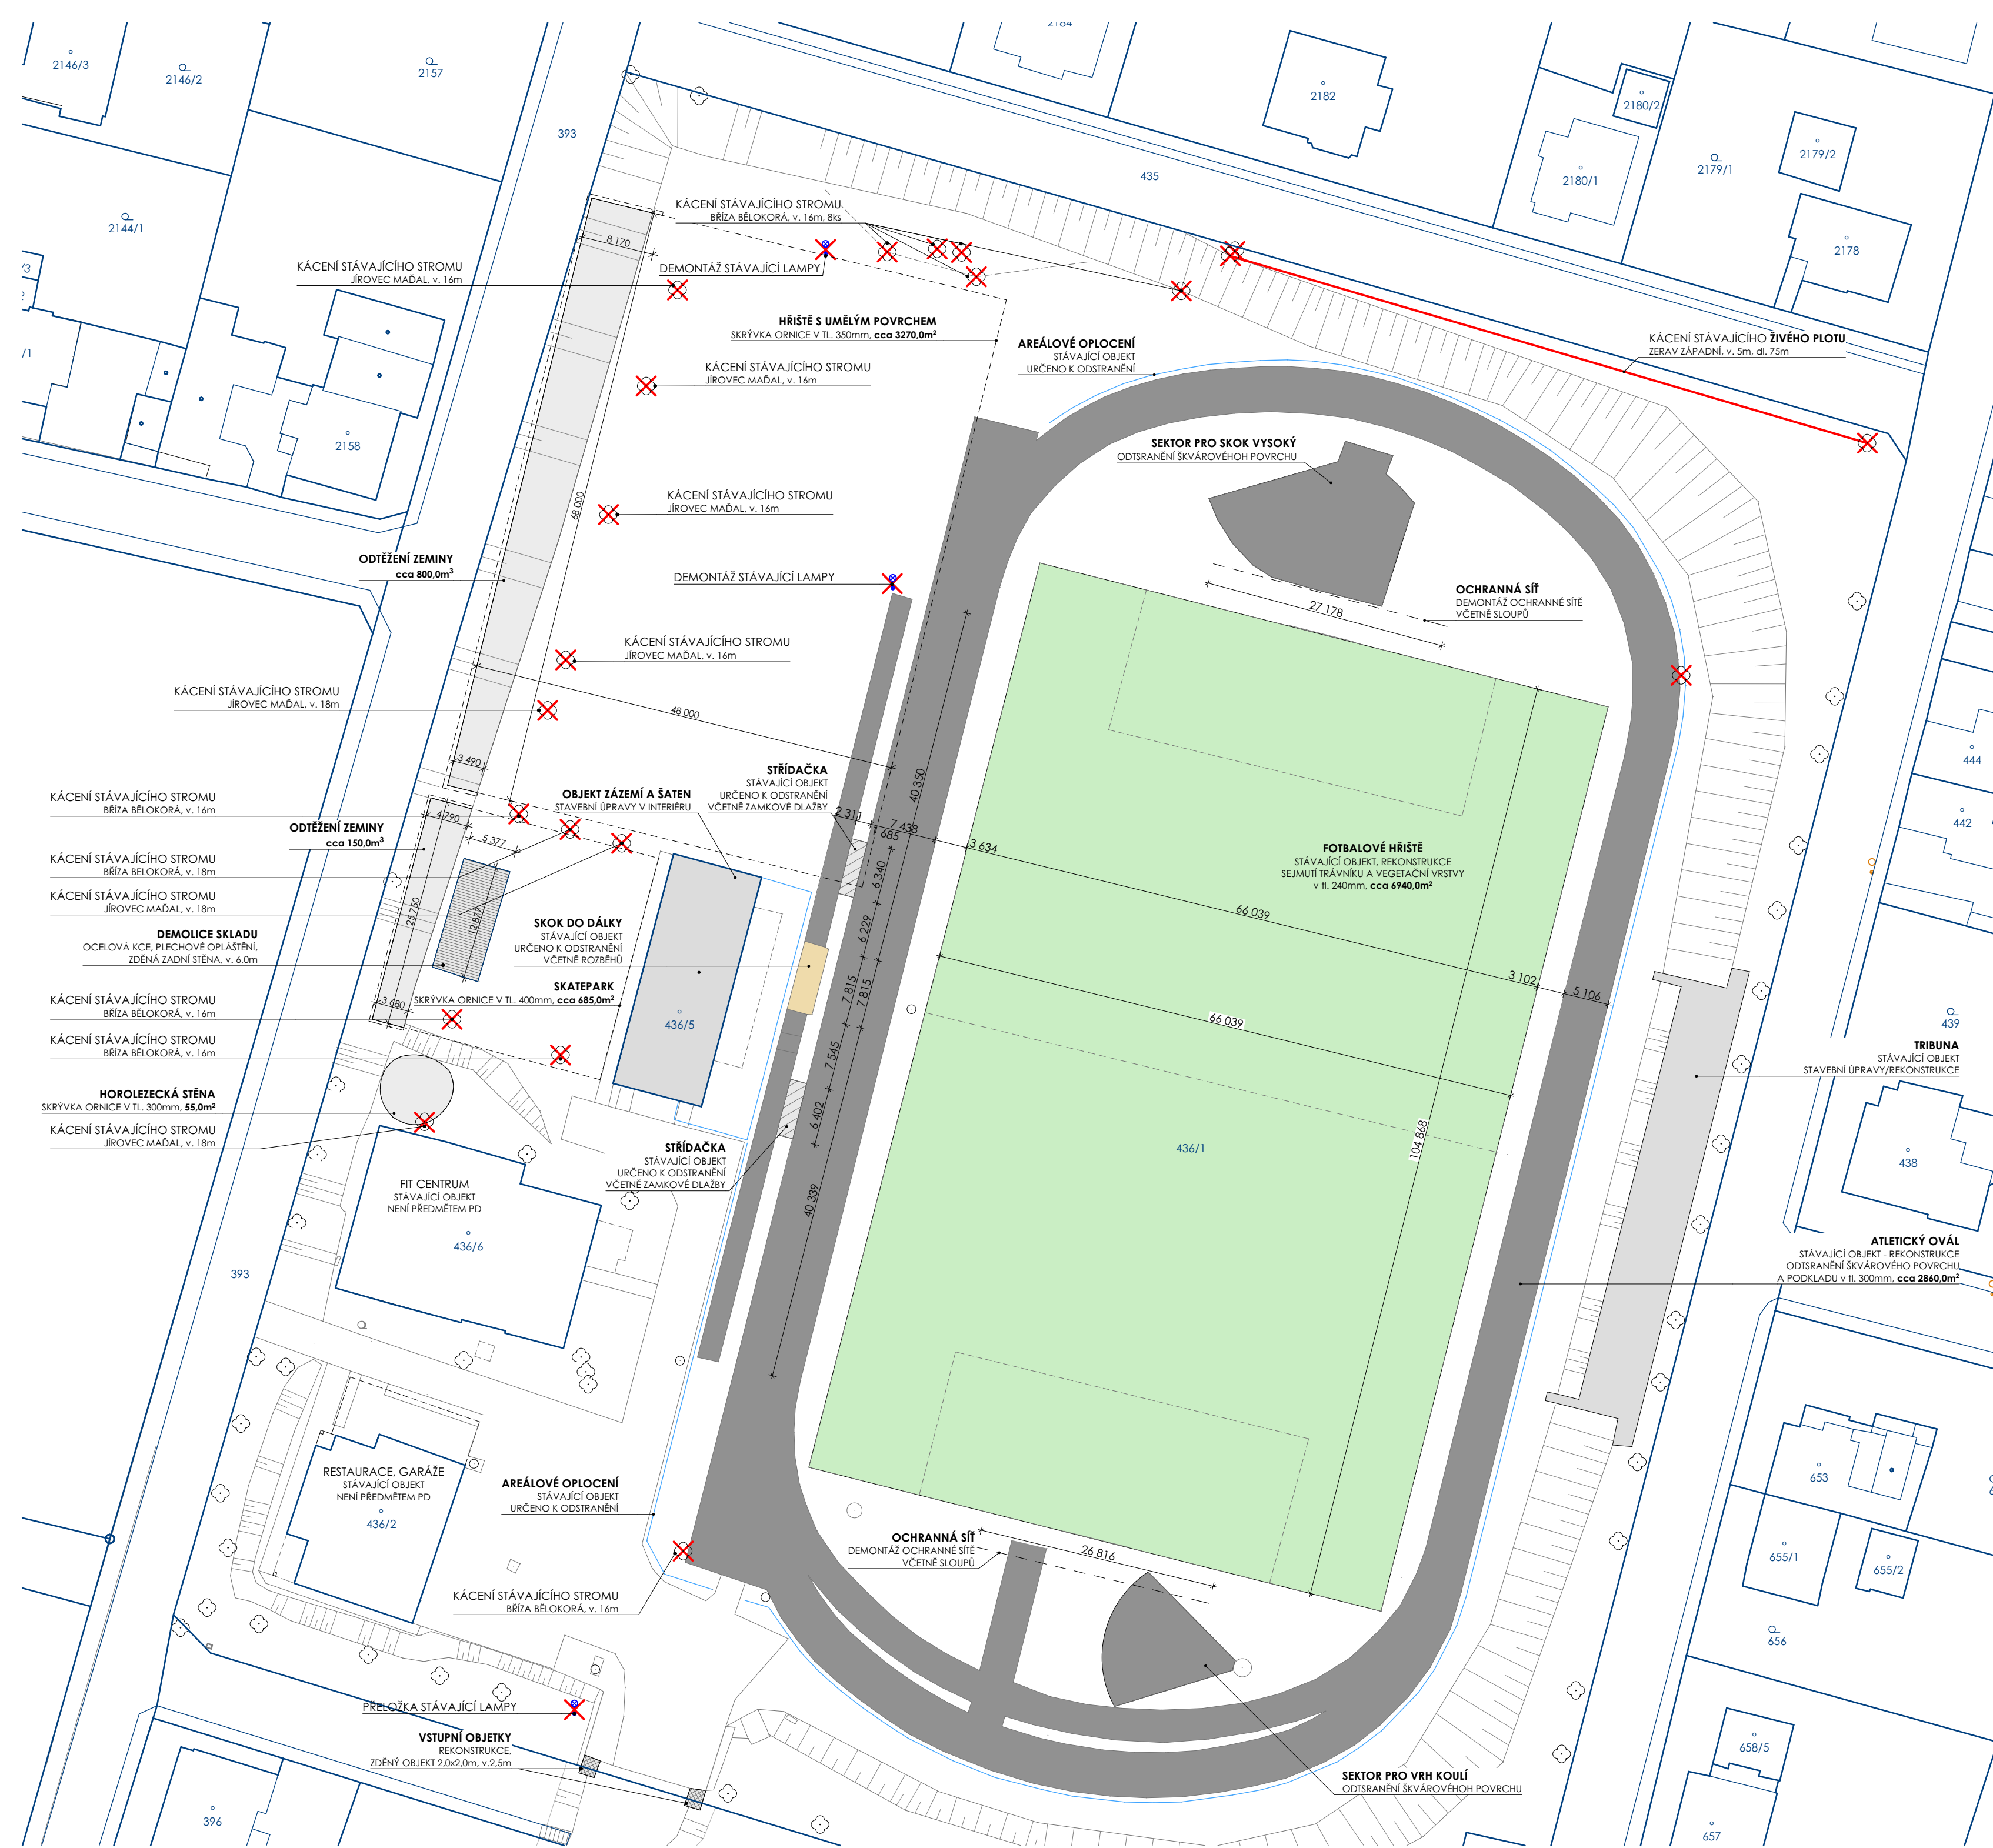 2184
2146/3
2146/2
2157
2182
2180/2
2179/2
393
2179/1
435
2180/1
2144/1
KÁCENÍ STÁVAJÍCÍHO STROMU
BŘÍZA BĚLOKORÁ, v. 16m, 8ks
8 170
2178
KÁCENÍ STÁVAJÍCÍHO STROMU
JÍROVEC MAĎAL, v. 16m
DEMONTÁŽ STÁVAJÍCÍ LAMPY
HŘIŠTĚ S UMĚLÝM POVRCHEM
SKRÝVKA ORNICE V TL. 350mm, cca 3270,0m²
AREÁLOVÉ OPLOCENÍ
STÁVAJÍCÍ OBJEKT
URČENO K ODSTRANĚNÍ
KÁCENÍ STÁVAJÍCÍHO ŽIVÉHO PLOTU
ZERAV ZÁPADNÍ, v. 5m, dl. 75m
KÁCENÍ STÁVAJÍCÍHO STROMU
JÍROVEC MAĎAL, v. 16m
2158
SEKTOR PRO SKOK VYSOKÝ
ODTSRANĚNÍ ŠKVÁROVÉHOH POVRCHU
KÁCENÍ STÁVAJÍCÍHO STROMU
JÍROVEC MAĎAL, v. 16m
68 000
ODTĚŽENÍ ZEMINY
cca 800,0m³
DEMONTÁŽ STÁVAJÍCÍ LAMPY
OCHRANNÁ SÍŤ
DEMONTÁŽ OCHRANNÉ SÍTĚ
VČETNĚ SLOUPŮ
27 178
KÁCENÍ STÁVAJÍCÍHO STROMU
JÍROVEC MAĎAL, v. 16m
KÁCENÍ STÁVAJÍCÍHO STROMU
JÍROVEC MAĎAL, v. 18m
48 000
444
3 490
STŘÍDAČKA
STÁVAJÍCÍ OBJEKT
URČENO K ODSTRANĚNÍ
VČETNĚ ZAMKOVÉ DLAŽBY
40 350
OBJEKT ZÁZEMÍ A ŠATEN
STAVEBNÍ ÚPRAVY V INTERIÉRU
KÁCENÍ STÁVAJÍCÍHO STROMU
BŘÍZA BĚLOKORÁ, v. 16m
4 790
2 311
7 438
685
442
ODTĚŽENÍ ZEMINY
cca 150,0m³
5 377
3 634
FOTBALOVÉ HŘIŠTĚ
STÁVAJÍCÍ OBJEKT, REKONSTRUKCE
SEJMUTÍ TRÁVNÍKU A VEGETAČNÍ VRSTVY
v tl. 240mm, cca 6940,0m²
KÁCENÍ STÁVAJÍCÍHO STROMU
BŘÍZA BELOKORÁ, v. 18m
6 340
KÁCENÍ STÁVAJÍCÍHO STROMU
JÍROVEC MAĎAL, v. 18m
25 750
12 877
66 039
SKOK DO DÁLKY
STÁVAJÍCÍ OBJEKT
URČENO K ODSTRANĚNÍ
VČETNĚ ROZBĚHŮ
6 229
DEMOLICE SKLADU
OCELOVÁ KCE, PLECHOVÉ OPLÁŠTĚNÍ,
ZDĚNÁ ZADNÍ STĚNA, v. 6,0m
3 102
5 106
SKATEPARK
SKRÝVKA ORNICE V TL. 400mm, cca 685,0m²
7 815
7 815
3 680
KÁCENÍ STÁVAJÍCÍHO STROMU
BŘÍZA BĚLOKORÁ, v. 16m
436/5
66 039
439
KÁCENÍ STÁVAJÍCÍHO STROMU
BŘÍZA BĚLOKORÁ, v. 16m
7 545
TRIBUNA
STÁVAJÍCÍ OBJEKT
STAVEBNÍ ÚPRAVY/REKONSTRUKCE
HOROLEZECKÁ STĚNA
SKRÝVKA ORNICE V TL. 300mm, 55,0m²
6 402
KÁCENÍ STÁVAJÍCÍHO STROMU
JÍROVEC MAĎAL, v. 18m
STŘÍDAČKA
STÁVAJÍCÍ OBJEKT
URČENO K ODSTRANĚNÍ
VČETNĚ ZAMKOVÉ DLAŽBY
436/1
104 868
438
FIT CENTRUM
STÁVAJÍCÍ OBJEKT
NENÍ PŘEDMĚTEM PD
40 339
436/6
393
ATLETICKÝ OVÁL
STÁVAJÍCÍ OBJEKT - REKONSTRUKCE
ODTSRANĚNÍ ŠKVÁROVÉHO POVRCHU
A PODKLADU v tl. 300mm, cca 2860,0m²
RESTAURACE, GARÁŽE
STÁVAJÍCÍ OBJEKT
NENÍ PŘEDMĚTEM PD
436/2
AREÁLOVÉ OPLOCENÍ
STÁVAJÍCÍ OBJEKT
URČENO K ODSTRANĚNÍ
653
OCHRANNÁ SÍŤ
DEMONTÁŽ OCHRANNÉ SÍTĚ
VČETNĚ SLOUPŮ
26 816
655/1
655/2
KÁCENÍ STÁVAJÍCÍHO STROMU
BŘÍZA BĚLOKORÁ, v. 16m
656
PŘELOŽKA STÁVAJÍCÍ LAMPY
VSTUPNÍ OBJETKY
REKONSTRUKCE,
ZDĚNÝ OBJEKT 2,0x2,0m, v.2,5m
658/5
SEKTOR PRO VRH KOULÍ
ODTSRANĚNÍ ŠKVÁROVÉHOH POVRCHU
396
657